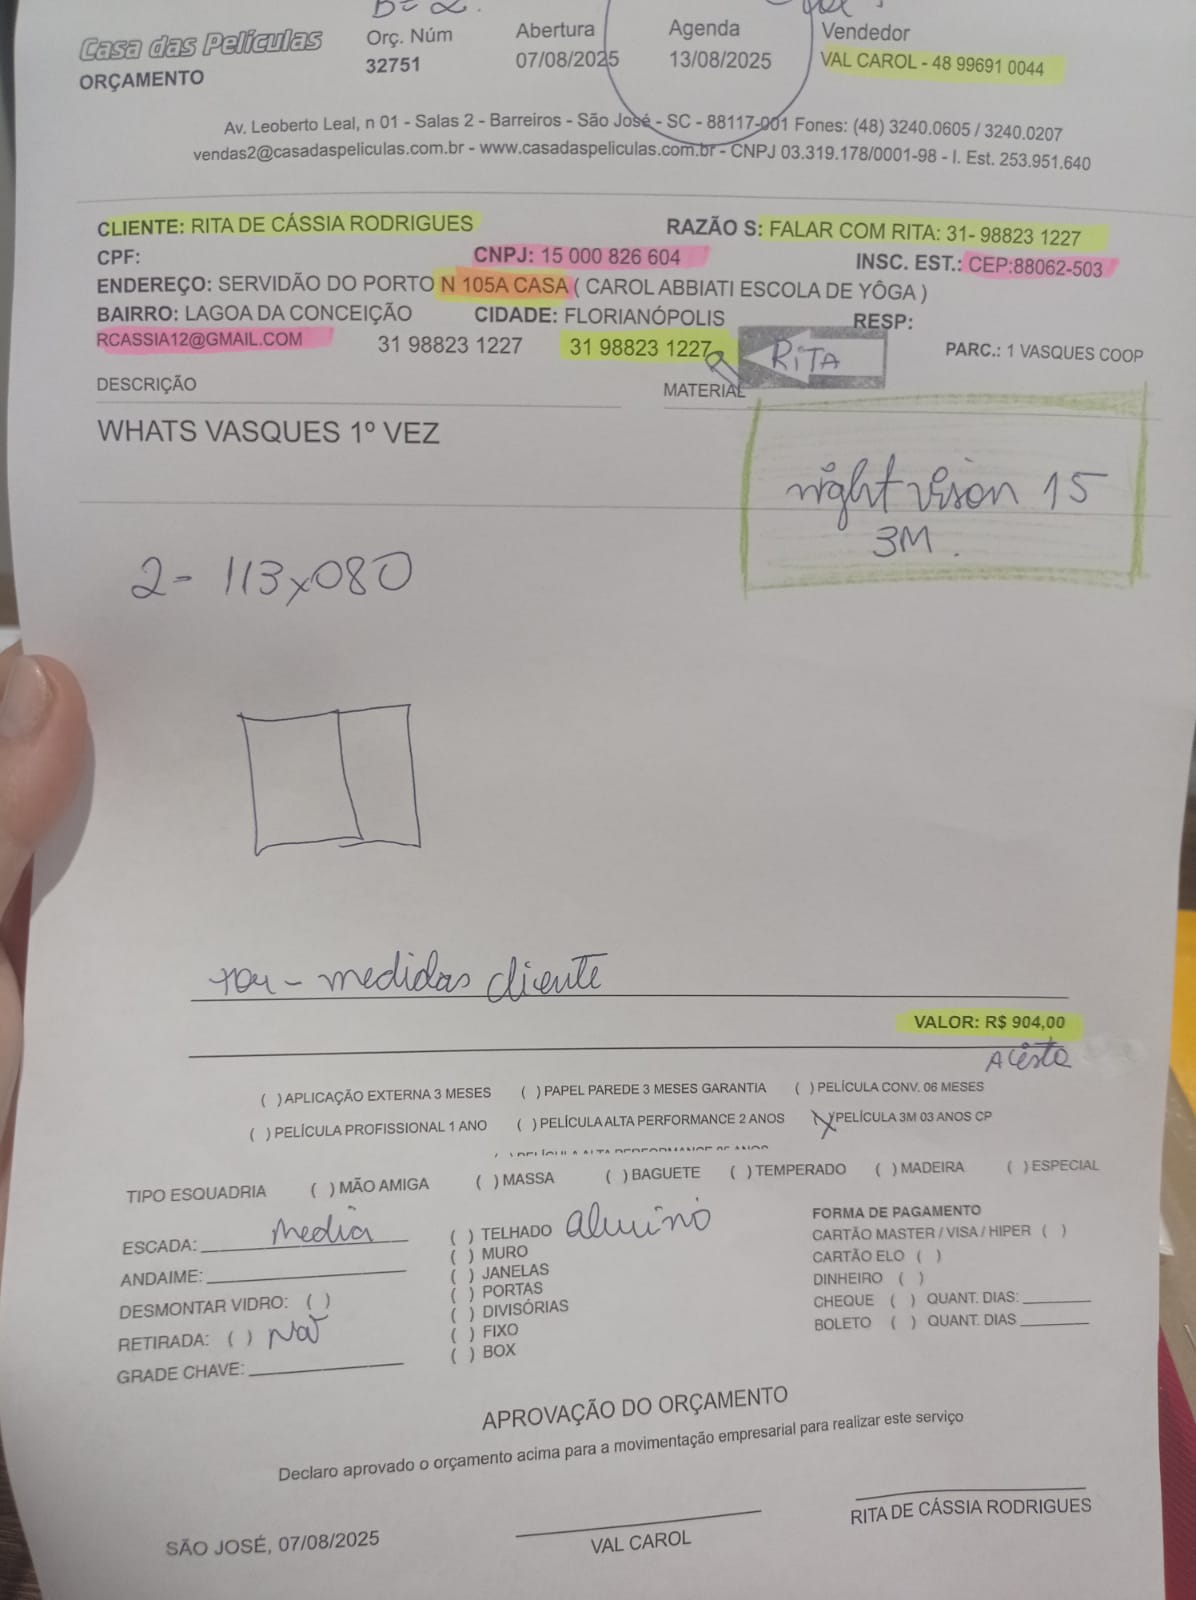 B=2.
Casa das Películas
ORÇAMENTO
Orç. Núm
32751
Abertura
07/08/2025
Agenda
13/08/2025
Vendedor
VAL CAROL - 48 99691 0044
Av. Leoberto Leal, n 01 - Salas 2 - Barreiros - São José - SC - 88117-001 Fones: (48) 3240.0605 / 3240.0207
vendas2@casadaspeliculas.com.br - www.casadaspeliculas.com.br - CNPJ 03.319.178/0001-98 - I. Est. 253.951.640
CLIENTE: RITA DE CÁSSIA RODRIGUES RAZÃO S: FALAR COM RITA: 31- 98823 1227
CPF: CNPJ: 15 000 826 604 INSC. EST.: CEP:88062-503
ENDEREÇO: SERVIDÃO DO PORTO N 105A CASA ( CAROL ABBIATI ESCOLA DE YÔGA )
BAIRRO: LAGOA DA CONCEIÇÃO CIDADE: FLORIANÓPOLIS RESP:
RCASSIA12@GMAIL.COM 31 98823 1227 31 98823 1227 RITA PARC.: 1 VASQUES COOP
DESCRIÇÃO MATERIAL
WHATS VASQUES 1º VEZ
night vison 15
3M.
2- 113x080
- medidas cliente
VALOR: R$ 904,00
( ) APLICAÇÃO EXTERNA 3 MESES ( ) PAPEL PAREDE 3 MESES GARANTIA ( ) PELÍCULA CONV. 06 MESES
( ) PELÍCULA PROFISSIONAL 1 ANO ( ) PELÍCULA ALTA PERFORMANCE 2 ANOS (X) PELÍCULA 3M 03 ANOS CP
TIPO ESQUADRIA ( ) MÃO AMIGA ( ) MASSA ( ) BAGUETE ( ) TEMPERADO ( ) MADEIRA ( ) ESPECIAL
ESCADA: media
ANDAIME:
DESMONTAR VIDRO: ( )
RETIRADA: ( ) Não
GRADE CHAVE:
( ) TELHADO alumino
( ) MURO
( ) JANELAS
( ) PORTAS
( ) DIVISÓRIAS
( ) FIXO
( ) BOX
FORMA DE PAGAMENTO
CARTÃO MASTER / VISA / HIPER ( )
CARTÃO ELO ( )
DINHEIRO ( )
CHEQUE ( ) QUANT. DIAS:
BOLETO ( ) QUANT. DIAS
APROVAÇÃO DO ORÇAMENTO
Declaro aprovado o orçamento acima para a movimentação empresarial para realizar este serviço
SÃO JOSÉ, 07/08/2025
VAL CAROL
RITA DE CÁSSIA RODRIGUES